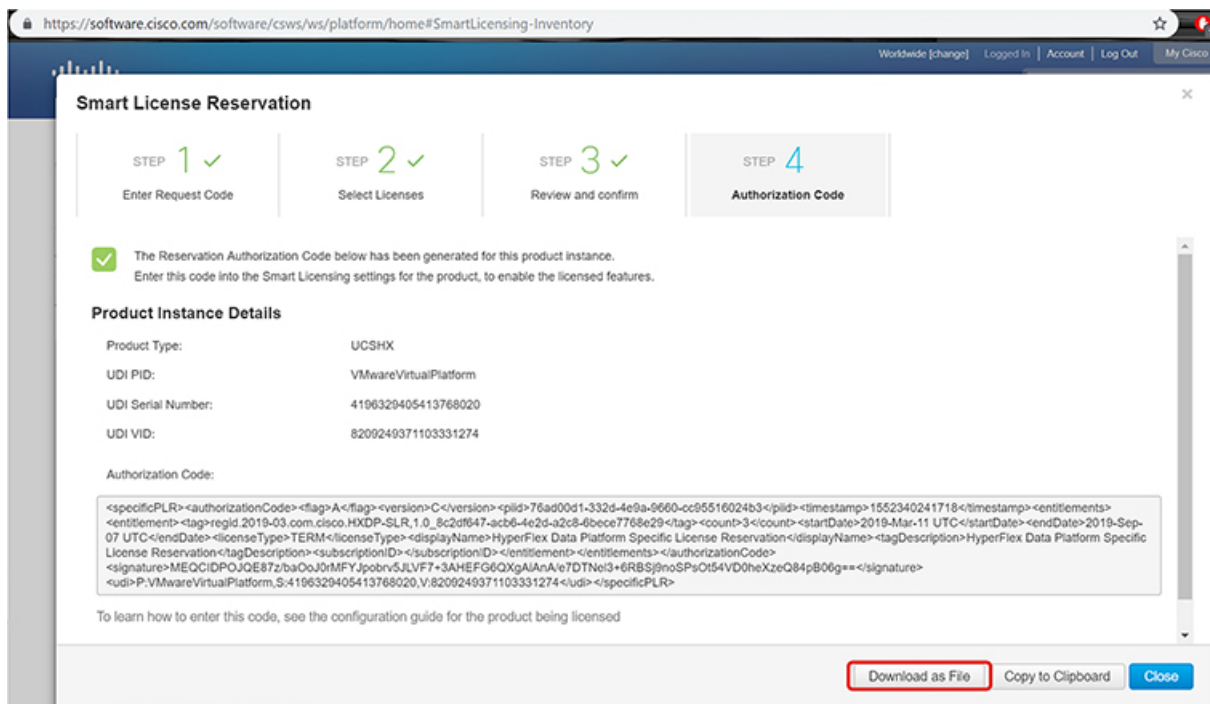 https://software.cisco.com/software/csws/ws/platform/home#SmartLicensing-Inventory
Worldwide [change] Logged In | Account | Log Out My Cisco
Smart License Reservation
STEP 1
Enter Request Code
STEP 2
Select Licenses
STEP 3
Review and confirm
STEP 4
Authorization Code
The Reservation Authorization Code below has been generated for this product instance.
Enter this code into the Smart Licensing settings for the product, to enable the licensed features.
Product Instance Details
Product Type: UCSHX
UDI PID: VMwareVirtualPlatform
UDI Serial Number: 4196329405413768020
UDI VID: 8209249371103331274
Authorization Code:
<specificPLR><authorizationCode><flag>A</flag><version>C</version><piid>76ad00d1-332d-4e9a-9660-cc95516024b3</piid><timestamp>1552340241718</timestamp><entitlements>
<entitlement><tag>regid.2019-03.com.cisco.HXDP-SLR,1.0_8c2df647-acb6-4e2d-a2c8-6bece7768e29</tag><count>3</count><startDate>2019-Mar-11 UTC</startDate><endDate>2019-Sep-
07 UTC</endDate><licenseType>TERM</licenseType><displayName>HyperFlex Data Platform Specific License Reservation</displayName><tagDescription>HyperFlex Data Platform Specific
License Reservation</tagDescription><subscriptionID></subscriptionID></entitlement></entitlements></authorizationCode>
<signature>MEQCIDPOJQE87z/baOoJ0rMFYJpobrv5JLVF7+3AHEFG6QXgAiAnA/e7DTNel3+6RBSj9noSPsOt54VD0heXzeQ84pB06g==</signature>
<udi>P:VMwareVirtualPlatform,S:4196329405413768020,V:8209249371103331274</udi></specificPLR>
To learn how to enter this code, see the configuration guide for the product being licensed
Download as File Copy to Clipboard Close